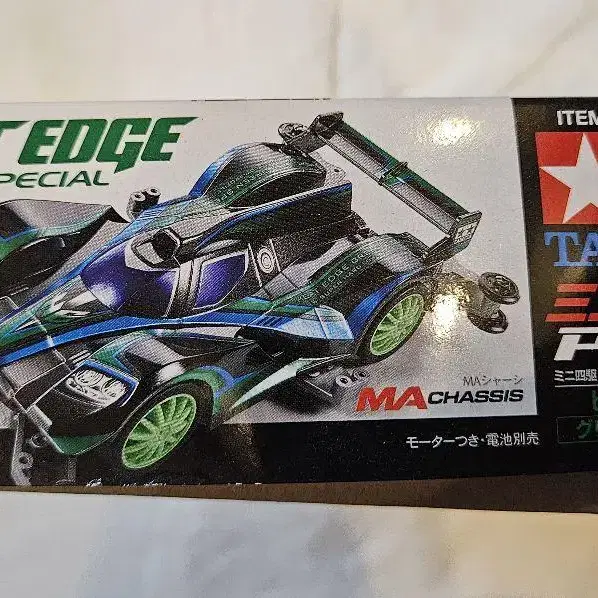 T EDGE
PECIAL
ITEM
TA
MAシャーシ
MA CHASSIS
モーターつき・電池別売
ミニ四駆